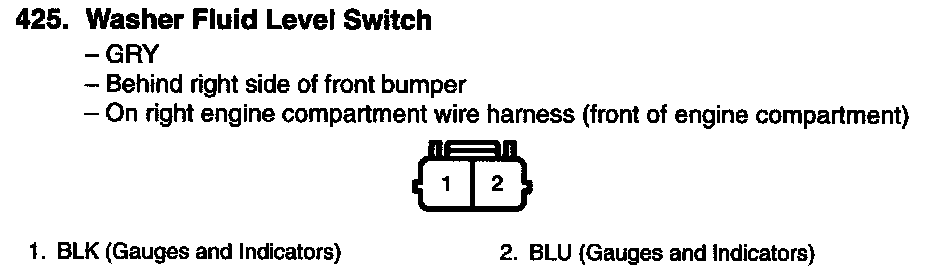 425. Washer Fluid Level Switch
– GRY
– Behind right side of front bumper
– On right engine compartment wire harness (front of engine compartment)
1 2
1. BLK (Gauges and Indicators) 2. BLU (Gauges and Indicators)